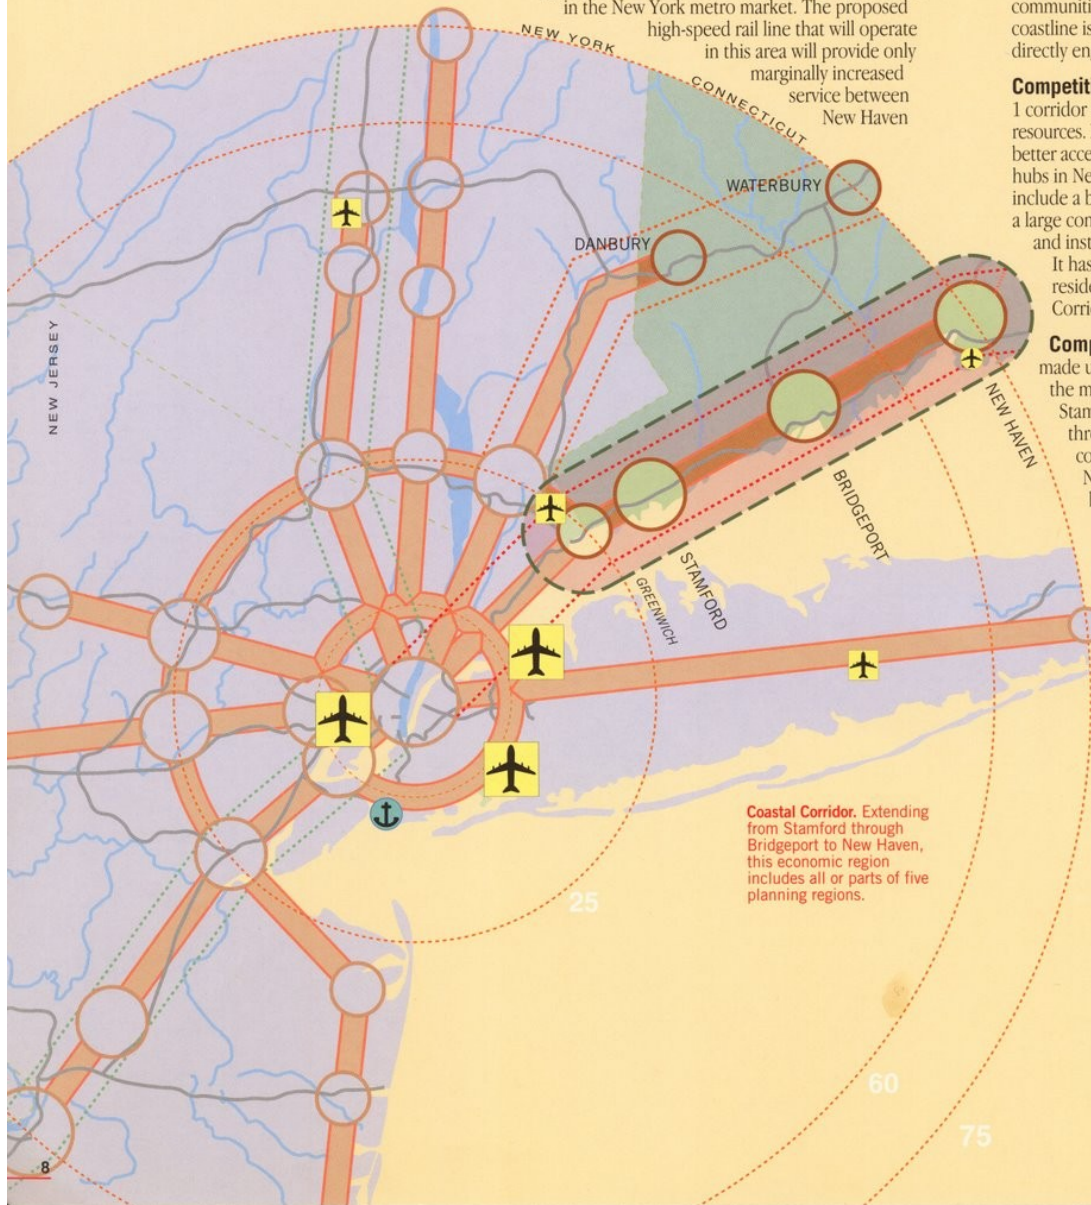 in the New York metro market. The proposed
high-speed rail line that will operate
in this area will provide only
marginally increased
service between
New Haven
communiti
coastline is
directly en
Competit
1 corridor
resources.
better acce
hubs in Ne
include a b
a large con
and inst
It has
reside
Corri
Comp
made u
the m
Stan
thr
co
N
NEW YORK
CONNECTICUT
WATERBURY
DANBURY
NEW JERSEY
NEW HAVEN
BRIDGEPORT
STAMFORD
GREENWICH
Coastal Corridor. Extending
from Stamford through
Bridgeport to New Haven,
this economic region
includes all or parts of five
planning regions.
25
60
75
8